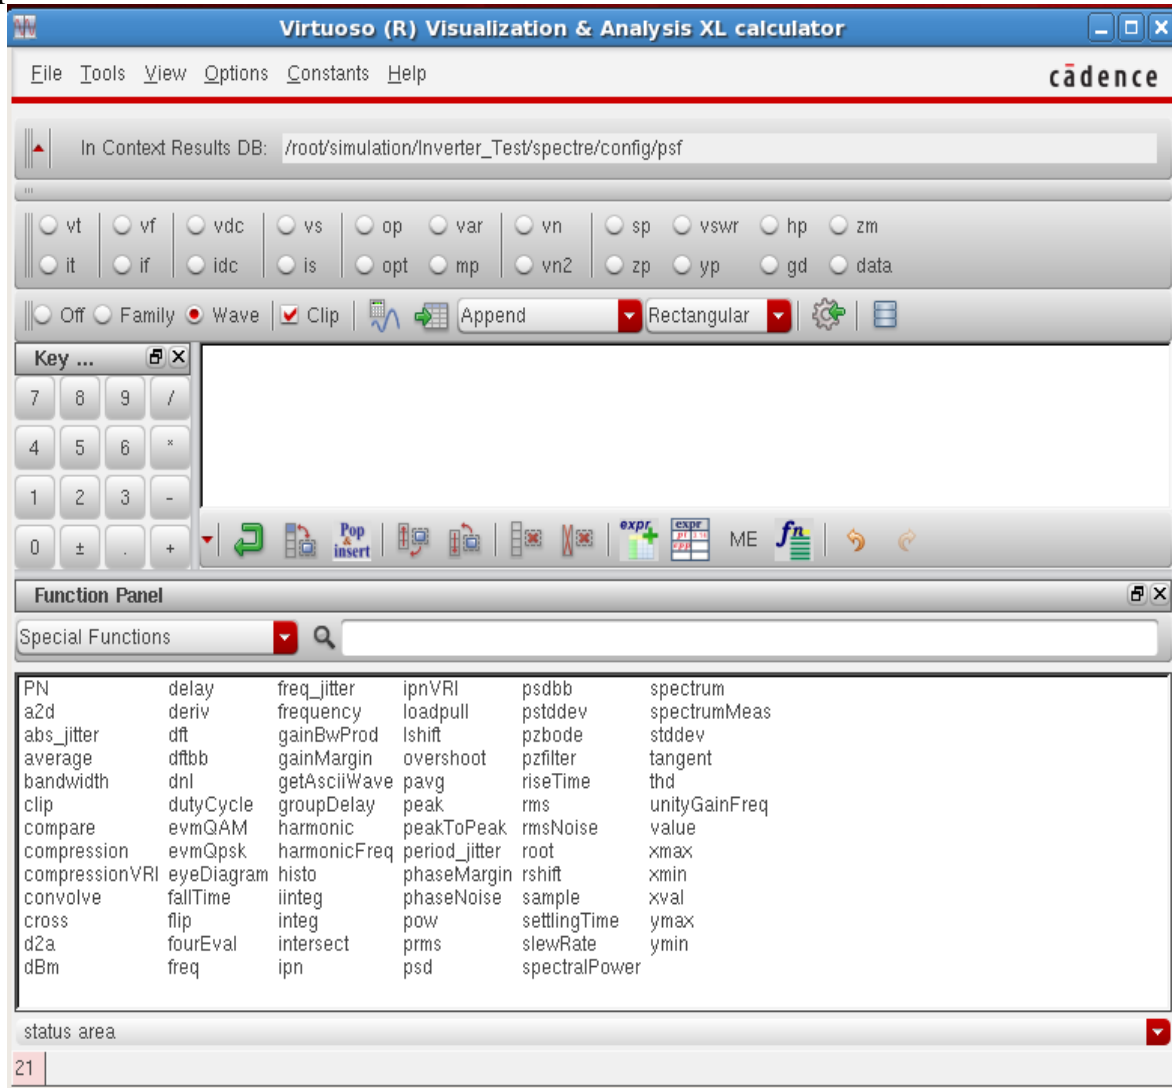 Virtuoso (R) Visualization & Analysis XL calculator
File Tools View Options Constants Help
cādence
In Context Results DB: /root/simulation/Inverter_Test/spectre/config/psf
vt vf vdc vs op var vn sp vswr hp zm
it if idc is opt mp vn2 zp yp gd data
Off Family Wave Clip Append Rectangular
Key ...
7 8 9 /
4 5 6 *
1 2 3 -
0 ± . +
Pop & insert expr expr ME fn
Function Panel
Special Functions
PN delay freq_jitter ipnVRI psdbb spectrum
a2d deriv frequency loadpull pstddev spectrumMeas
abs_jitter dft gainBwProd lshift pzbode stddev
average dftbb gainMargin overshoot pzfilter tangent
bandwidth dnl getAsciiWave pavg riseTime thd
clip dutyCycle groupDelay peak rms unityGainFreq
compare evmQAM harmonic peakToPeak rmsNoise value
compression evmQpsk harmonicFreq period_jitter root xmax
compressionVRI eyeDiagram histo phaseMargin rshift xmin
convolve fallTime iinteg phaseNoise sample xval
cross flip integ pow settlingTime ymax
d2a fourEval intersect prms slewRate ymin
dBm freq ipn psd spectralPower
status area
21